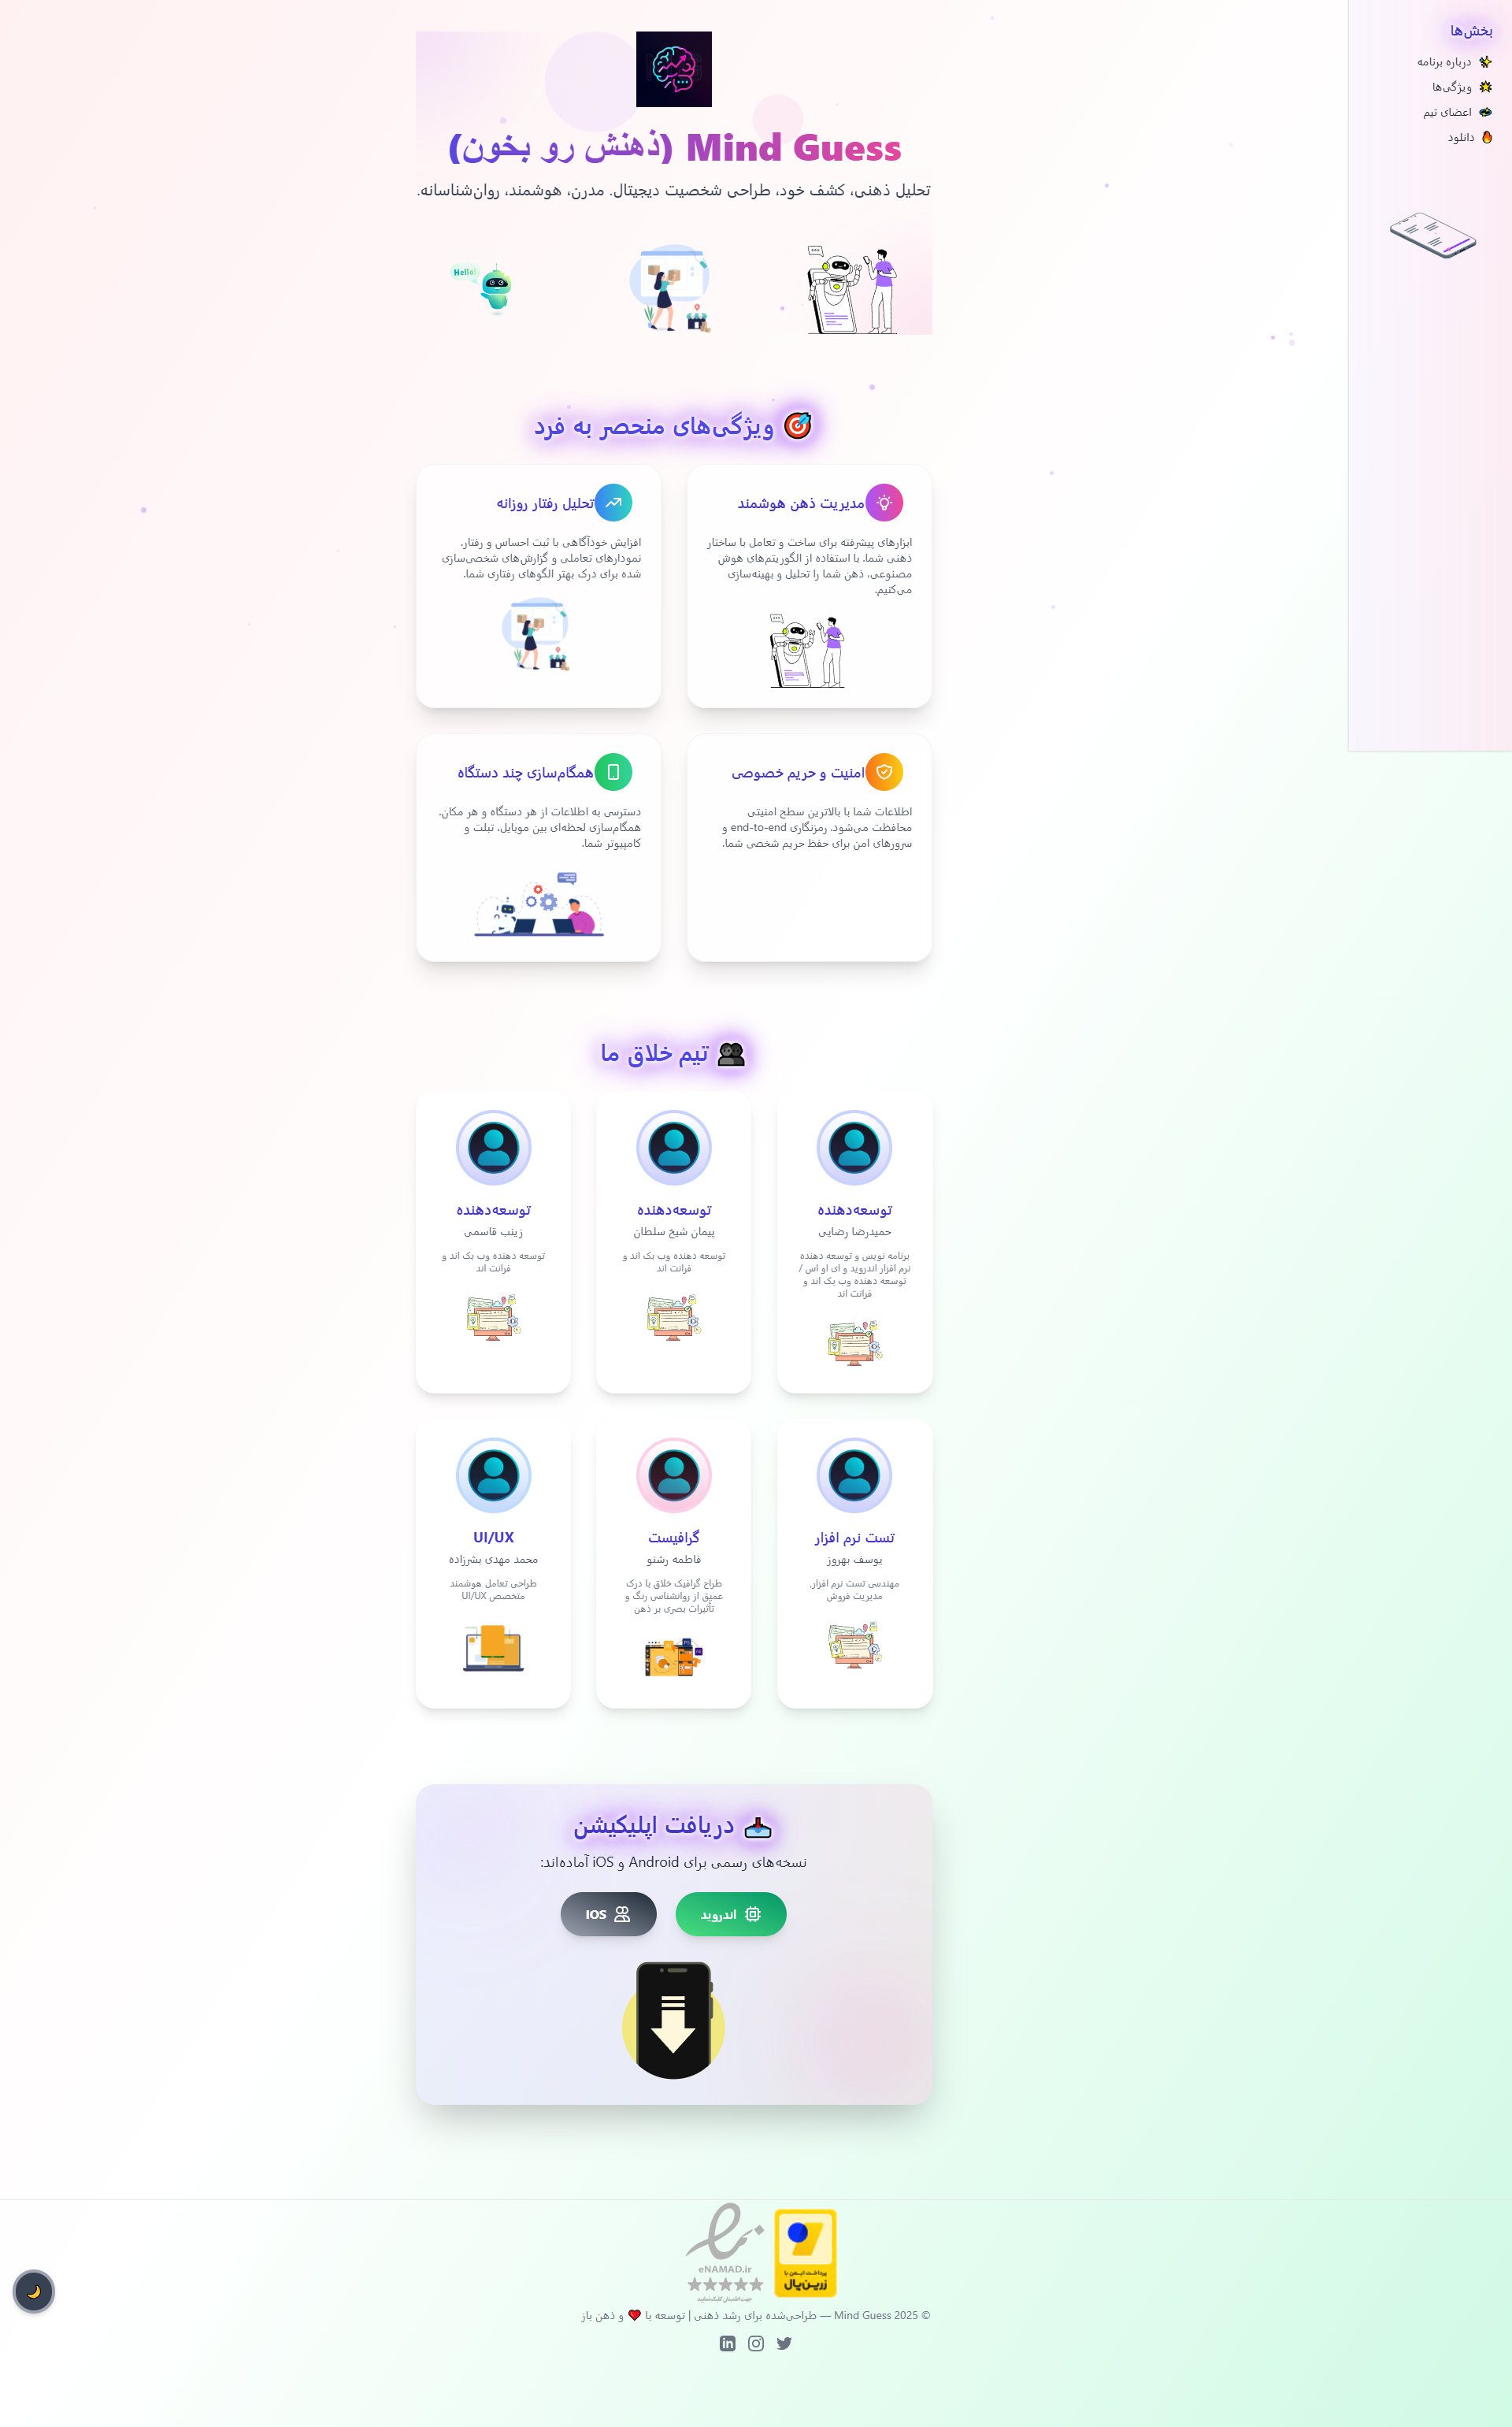 بخش‌ها
درباره برنامه
ویژگی‌ها
اعضای تیم
دانلود
Mind Guess (ذهنش رو بخون)
تحلیل ذهنی، کشف خود، طراحی شخصیت دیجیتال. مدرن، هوشمند، روان‌شناسانه.
Hello!
ویژگی‌های منحصر به فرد
مدیریت ذهن هوشمند
ابزارهای پیشرفته برای ساخت و تعامل با ساختار
ذهنی شما. با استفاده از الگوریتم‌های هوش
مصنوعی، ذهن شما را تحلیل و بهینه‌سازی
می‌کنیم.
تحلیل رفتار روزانه
افزایش خودآگاهی با ثبت احساس و رفتار.
نمودارهای تعاملی و گزارش‌های شخصی‌سازی
شده برای درک بهتر الگوهای رفتاری شما.
امنیت و حریم خصوصی
اطلاعات شما با بالاترین سطح امنیتی
محافظت می‌شود. رمزنگاری end-to-end و
سرورهای امن برای حفظ حریم شخصی شما.
همگام‌سازی چند دستگاه
دسترسی به اطلاعات از هر دستگاه و هر مکان.
همگام‌سازی لحظه‌ای بین موبایل، تبلت و
کامپیوتر شما.
تیم خلاق ما
توسعه‌دهنده
حمیدرضا رضایی
برنامه نویس و توسعه دهنده
نرم افزار اندروید و ای او اس /
توسعه دهنده وب بک اند و
فرانت اند
توسعه‌دهنده
پیمان شیخ سلطان
توسعه دهنده وب بک اند و
فرانت اند
توسعه‌دهنده
زینب قاسمی
توسعه دهنده وب بک اند و
فرانت اند
تست نرم افزار
یوسف بهروز
مهندسی تست نرم افزار,
مدیریت فروش
گرافیست
فاطمه رشنو
طراح گرافیک خلاق با درک
عمیق از روانشناسی رنگ و
تأثیرات بصری بر ذهن
UI/UX
محمد مهدی بشرزاده
طراحی تعامل هوشمند
متخصص UI/UX
دریافت اپلیکیشن
نسخه‌های رسمی برای Android و iOS آماده‌اند:
اندروید
IOS
پرداخت ایمن با
زرین‌پال
eNAMAD.ir
جهت اطمینان کلیک نمایید
© 2025 Mind Guess — طراحی‌شده برای رشد ذهنی | توسعه با ❤️ و ذهن باز